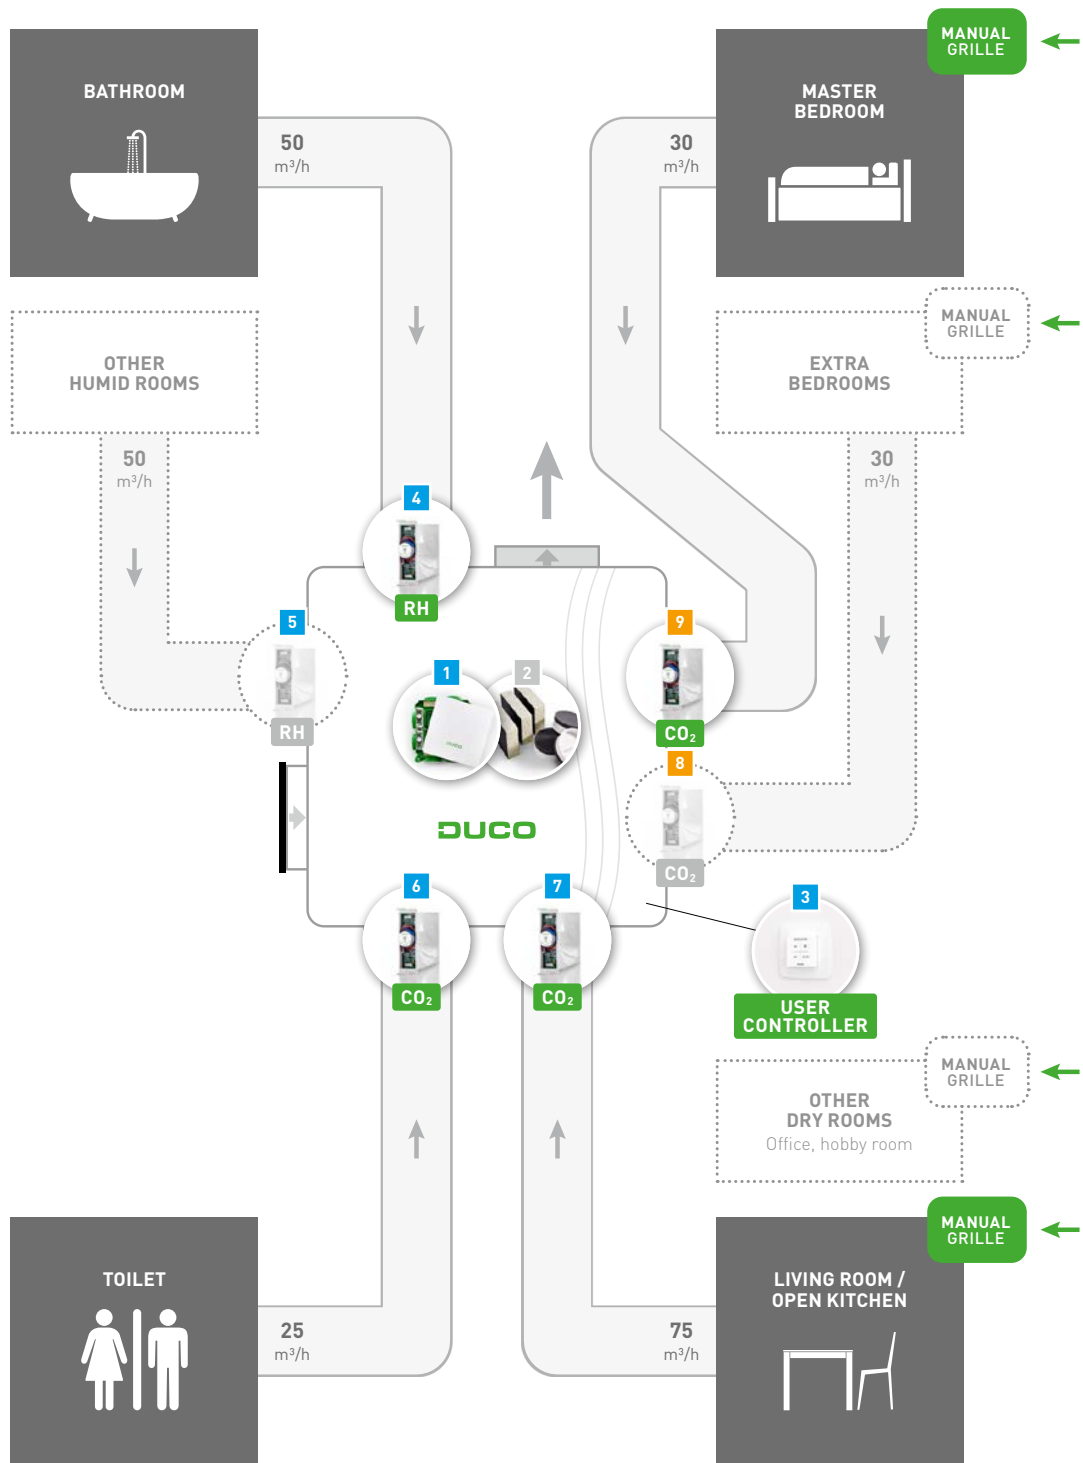 MANUAL
GRILLE
BATHROOM
MASTER
BEDROOM
50
m³/h
30
m³/h
MANUAL
GRILLE
OTHER
HUMID ROOMS
EXTRA
BEDROOMS
50
m³/h
30
m³/h
4
RH
5
RH
9
CO₂
1
2
8
CO₂
DUCO
6
CO₂
7
CO₂
3
USER
CONTROLLER
MANUAL
GRILLE
OTHER
DRY ROOMS
Office, hobby room
MANUAL
GRILLE
TOILET
LIVING ROOM /
OPEN KITCHEN
25
m³/h
75
m³/h